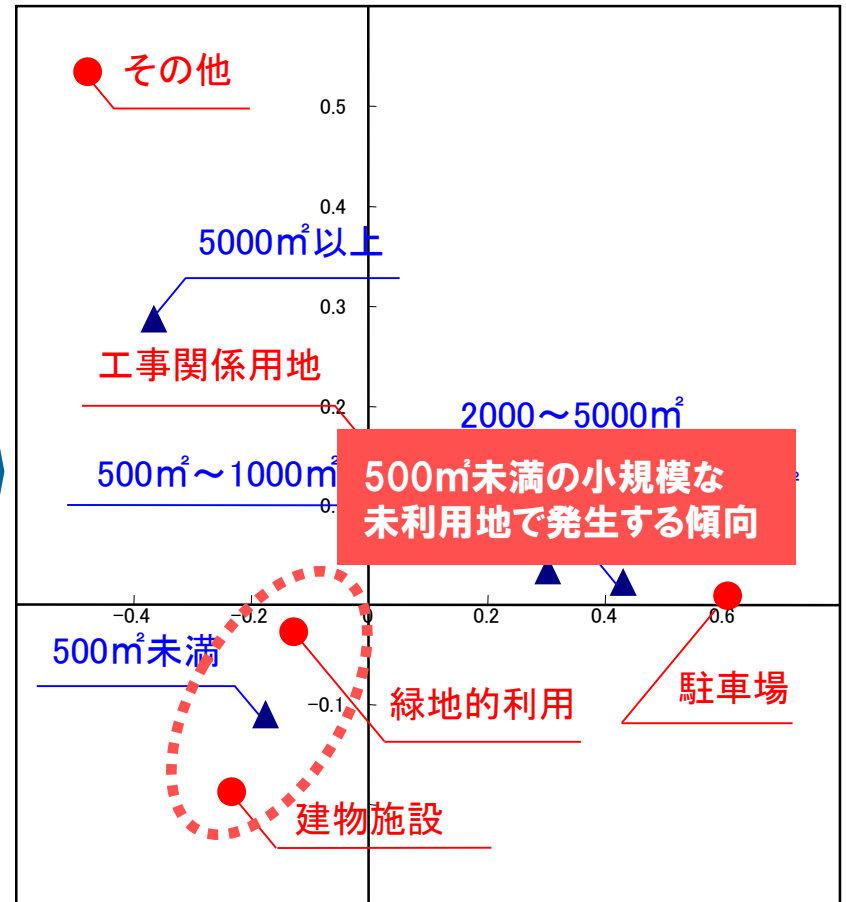 その他
0.5
0.4
5000㎡以上
0.3
工事関係用地
0.2
2000～5000㎡
500㎡～1000㎡
500㎡未満の小規模な
未利用地で発生する傾向
0.
-0.4
-0.2
0
0.2
0.4
0.6
500㎡未満
-0.1
緑地的利用
駐車場
建物施設